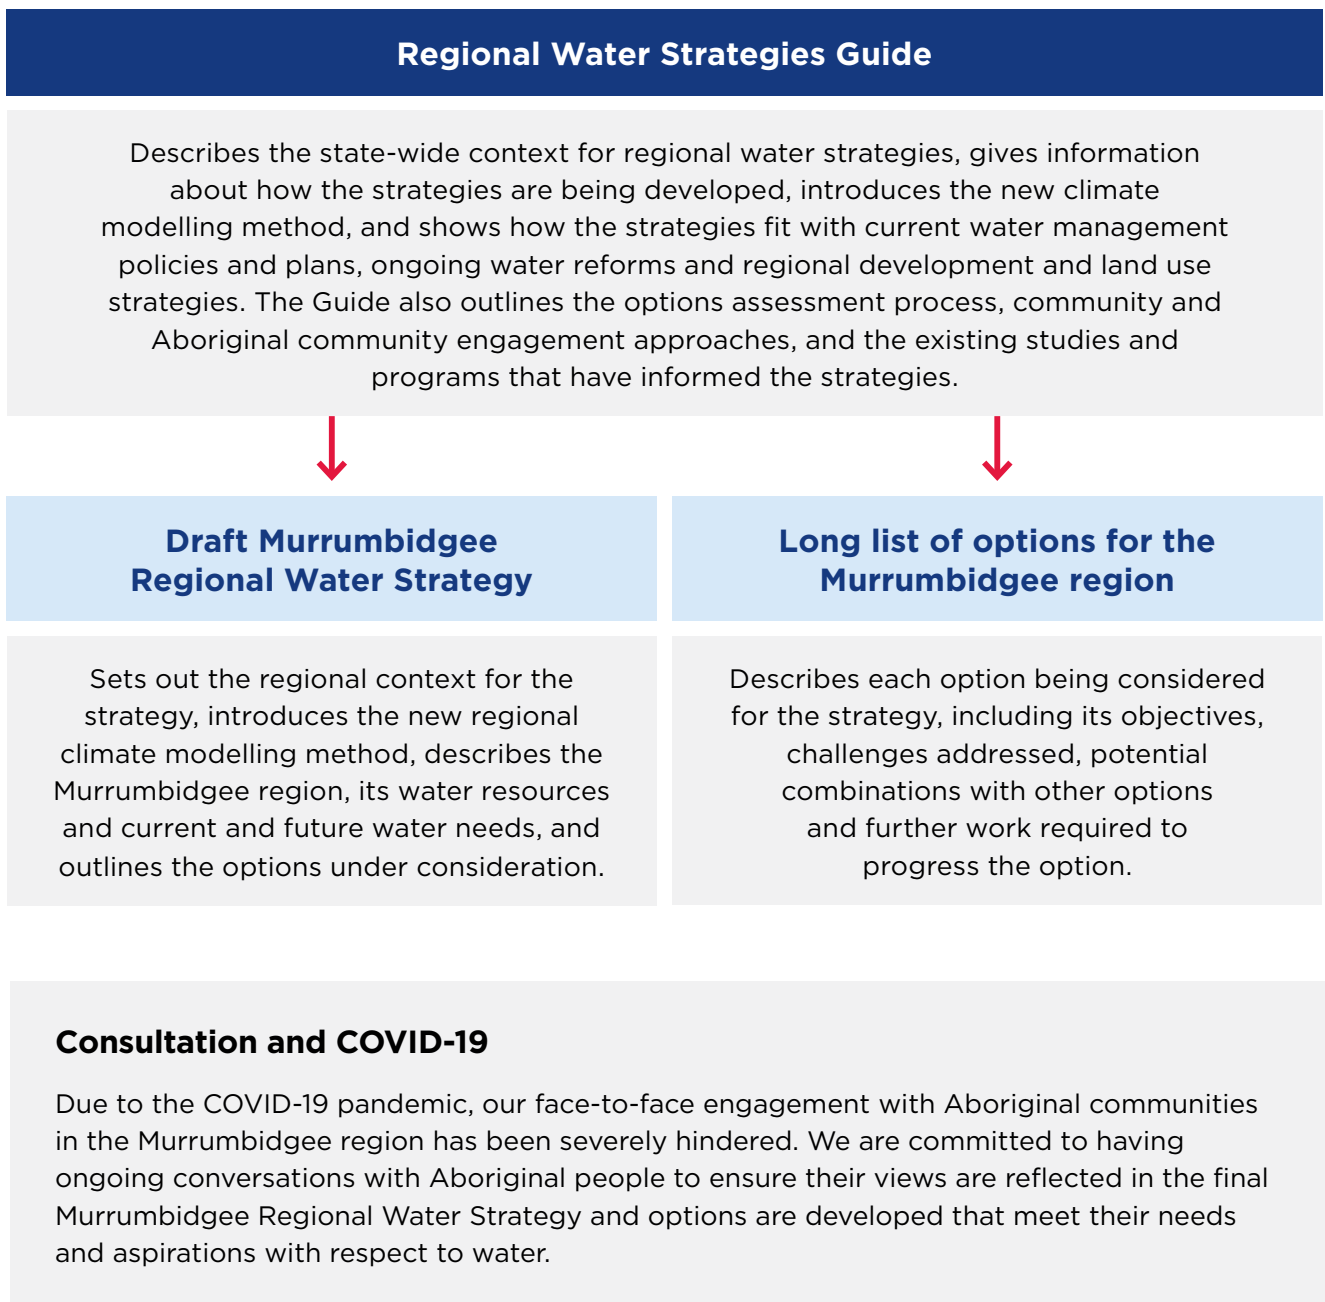 Regional Water Strategies Guide
Describes the state-wide context for regional water strategies, gives information
about how the strategies are being developed, introduces the new climate
modelling method, and shows how the strategies fit with current water management
policies and plans, ongoing water reforms and regional development and land use
strategies. The Guide also outlines the options assessment process, community and
Aboriginal community engagement approaches, and the existing studies and
programs that have informed the strategies.
Draft Murrumbidgee
Regional Water Strategy
Sets out the regional context for the
strategy, introduces the new regional
climate modelling method, describes the
Murrumbidgee region, its water resources
and current and future water needs, and
outlines the options under consideration.
Long list of options for the
Murrumbidgee region
Describes each option being considered
for the strategy, including its objectives,
challenges addressed, potential
combinations with other options
and further work required to
progress the option.
Consultation and COVID-19
Due to the COVID-19 pandemic, our face-to-face engagement with Aboriginal communities
in the Murrumbidgee region has been severely hindered. We are committed to having
ongoing conversations with Aboriginal people to ensure their views are reflected in the final
Murrumbidgee Regional Water Strategy and options are developed that meet their needs
and aspirations with respect to water.